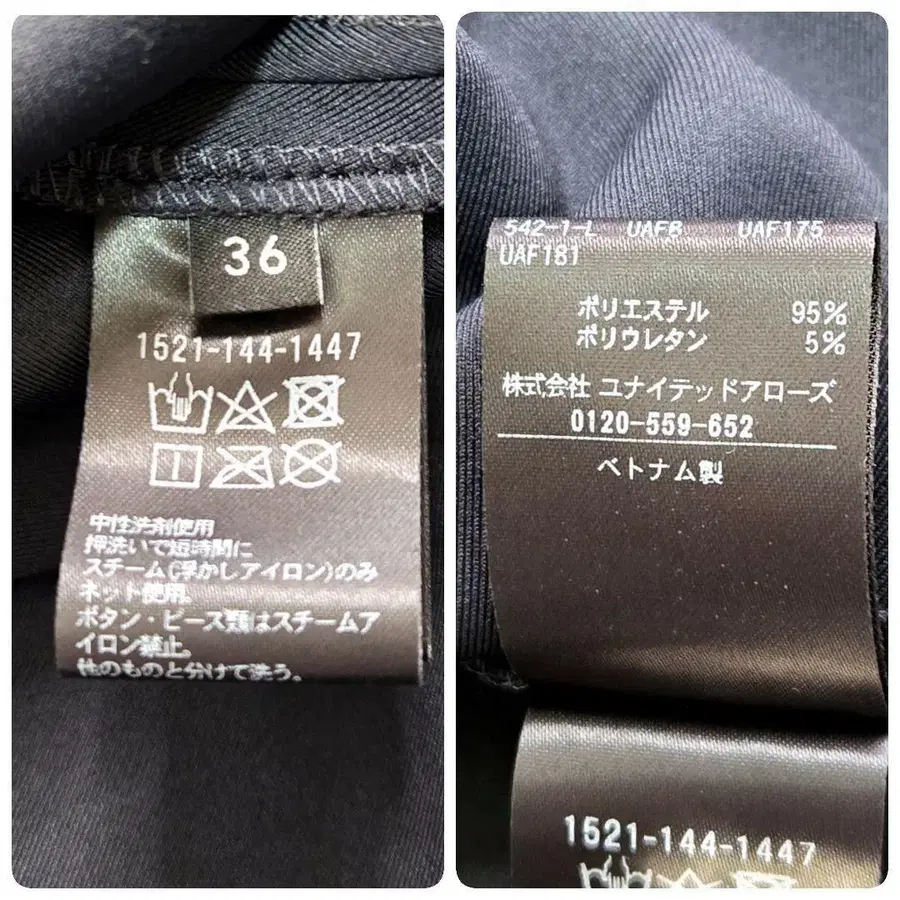 36
1521-144-1447
中性洗剤使用
押洗いで短時間に
スチーム(浮かしアイロン)のみ
ネット使用。
ボタン・ビース類はスチームア
イロン禁止。
他のものと分けて洗う。
542-1-L UAF8 UAF175
UAF181
ポリエステル 95%
ポリウレタン 5%
株式会社 ユナイテッドアローズ
0120-559-652
ベトナム製
1521-144-1447